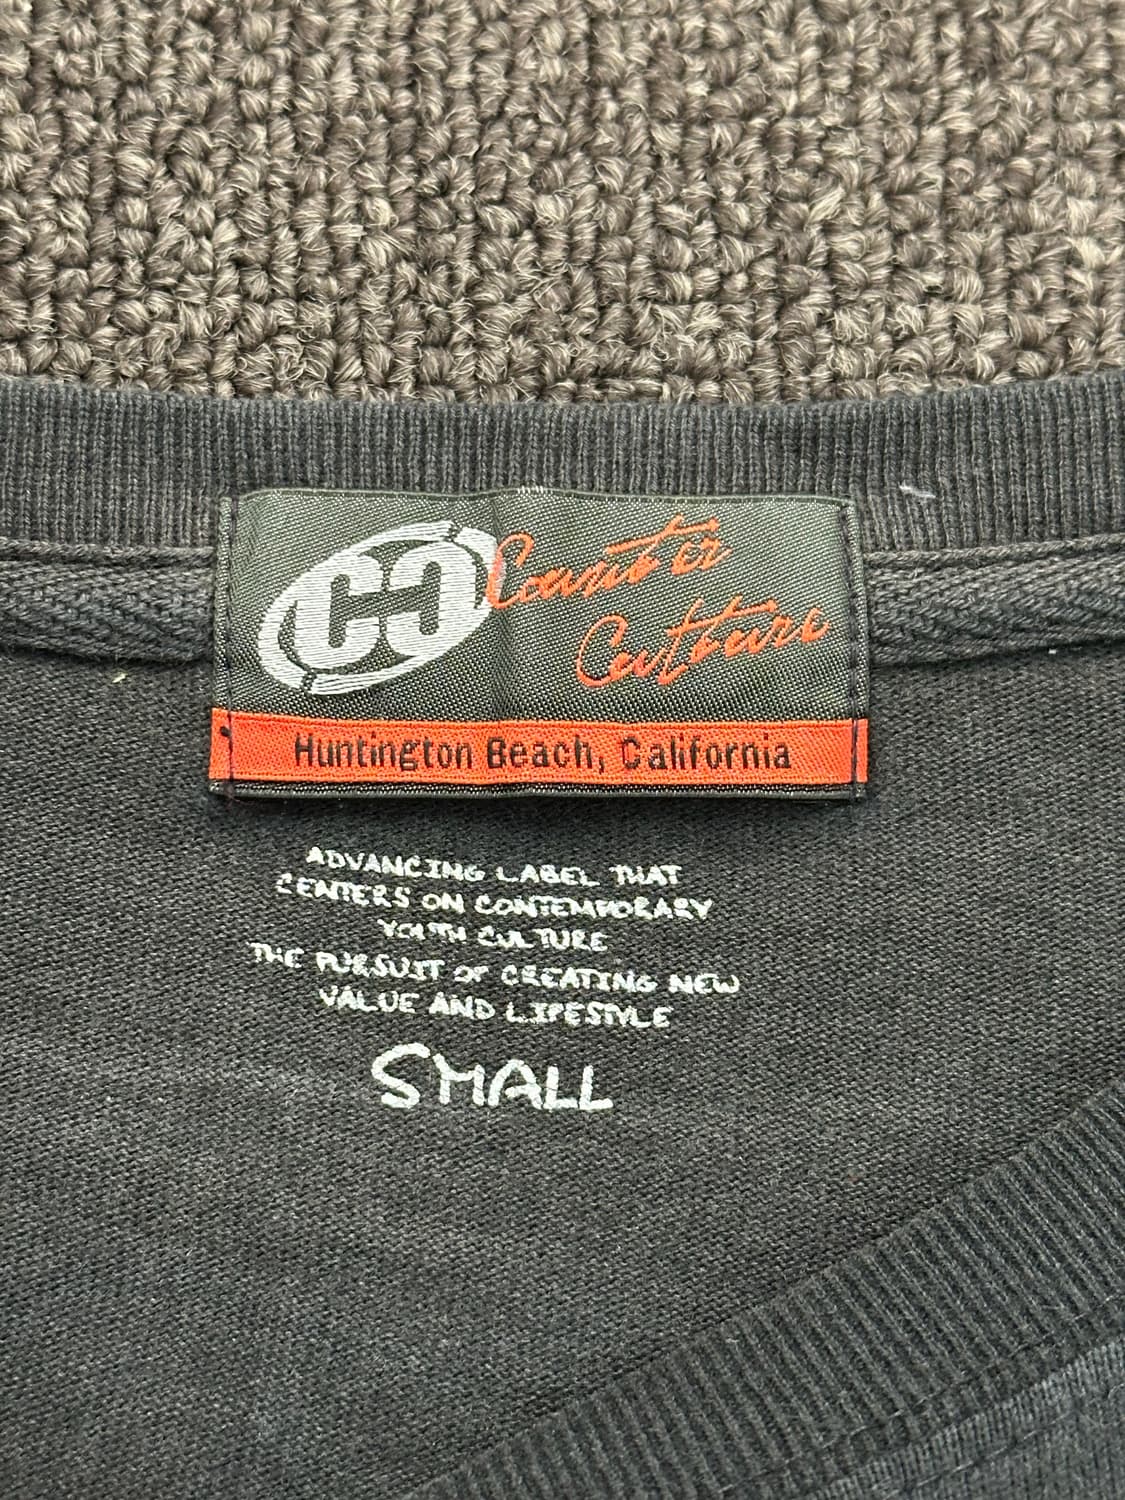 CC
Counter
Culture
Huntington Beach, California
ADVANCING LABEL THAT
CENTERS ON CONTEMPORARY
YOUTH CULTURE
THE PURSUIT OF CREATING NEW
VALUE AND LIFESTYLE
SMALL